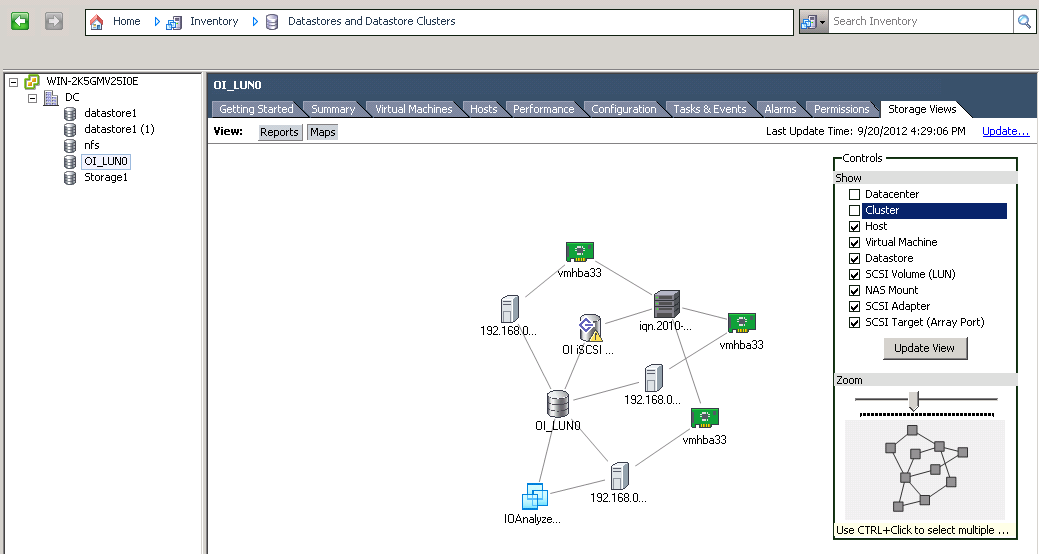 Home Inventory Datastores and Datastore Clusters Search Inventory
WIN-2K5GMV25I0E
DC
datastore1
datastore1 (1)
nfs
OI_LUN0
Storage1
OI_LUN0
Getting Started Summary Virtual Machines Hosts Performance Configuration Tasks & Events Alarms Permissions Storage Views
View: Reports Maps Last Update Time: 9/20/2012 4:29:06 PM Update...
vmhba33
192.168.0...
iqn.2010-...
OI iSCSI ...
vmhba33
192.168.0...
OI_LUN0
vmhba33
192.168.0...
IOAnalyze...
Controls
Show
Datacenter
Cluster
Host
Virtual Machine
Datastore
SCSI Volume (LUN)
NAS Mount
SCSI Adapter
SCSI Target (Array Port)
Update View
Zoom
Use CTRL+Click to select multiple ...